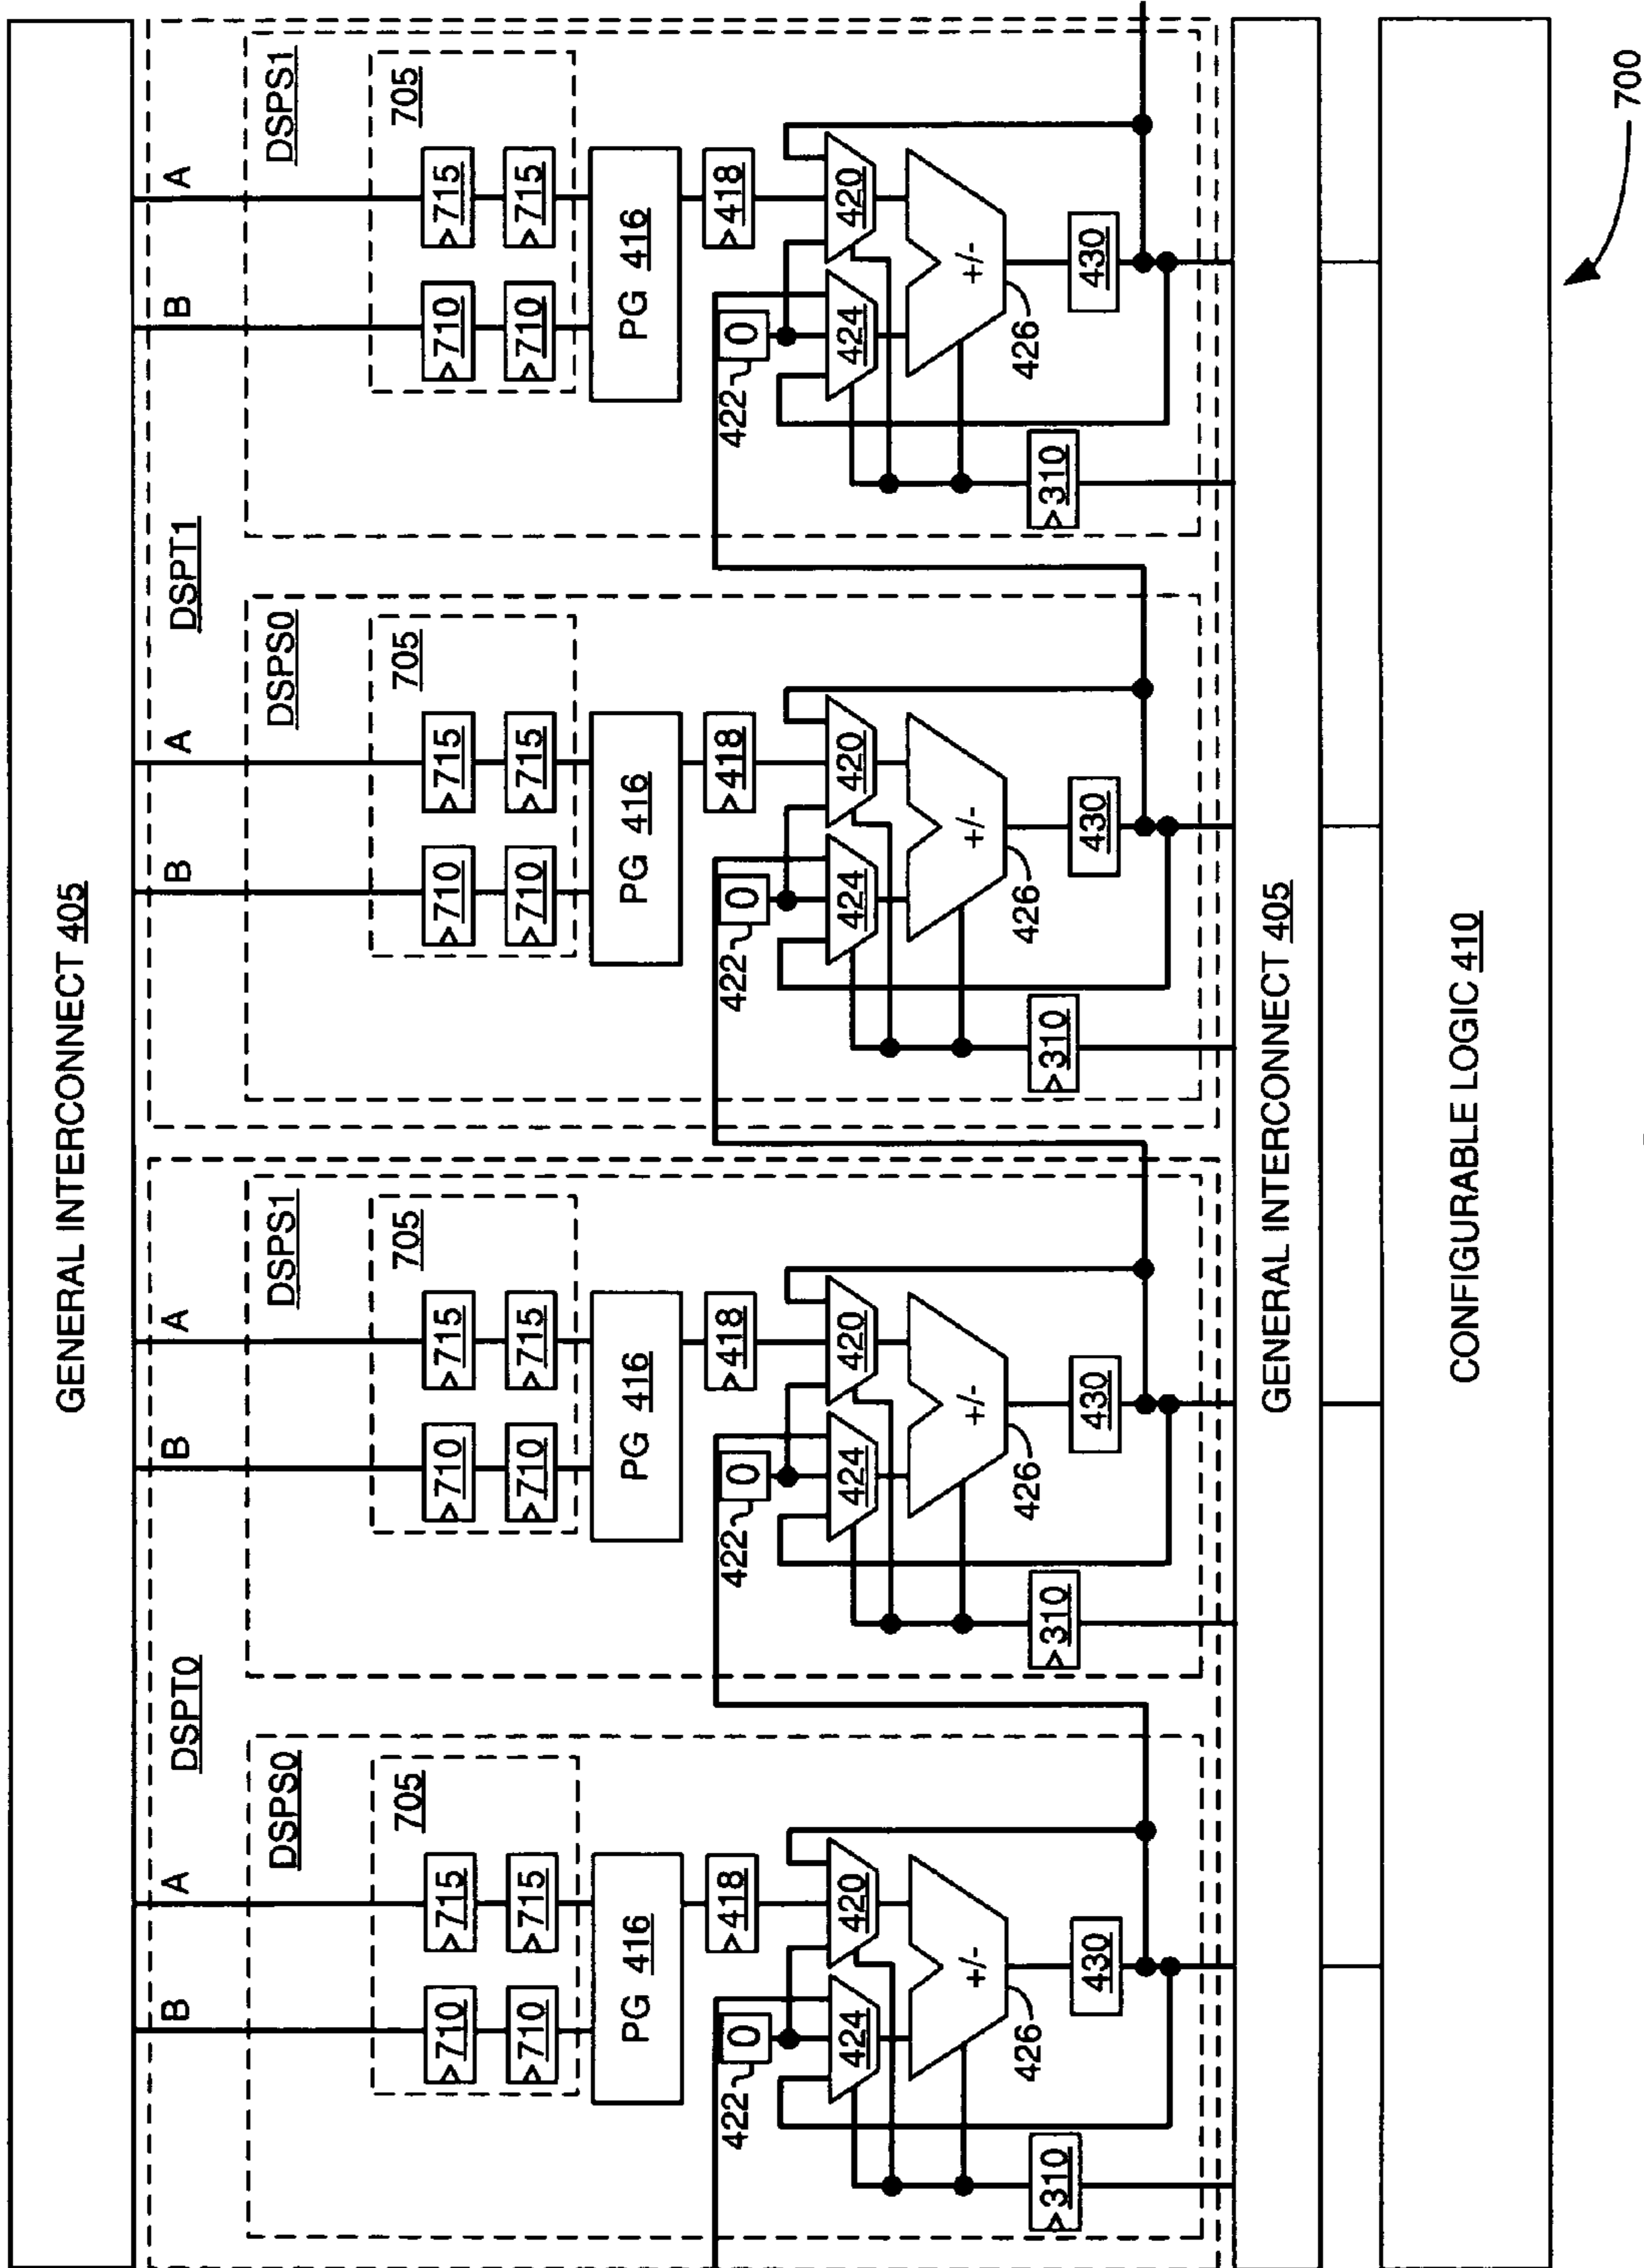 GENERAL INTERCONNECT 405
B A B A B A B A
DSPT0 DSPT1
DSPS0 DSPS1 DSPS0 DSPS1
705 705 705 705
710 715 710 715 710 715 710 715
710 715 710 715 710 715 710 715
PG 416 PG 416 PG 416 PG 416
422 0 418 422 0 418 422 0 418 422 0 418
424 420 424 420 424 420 424 420
+/- +/- +/- +/-
426 426 426 426
310 430 310 430 310 430 310 430
GENERAL INTERCONNECT 405
CONFIGURABLE LOGIC 410
700